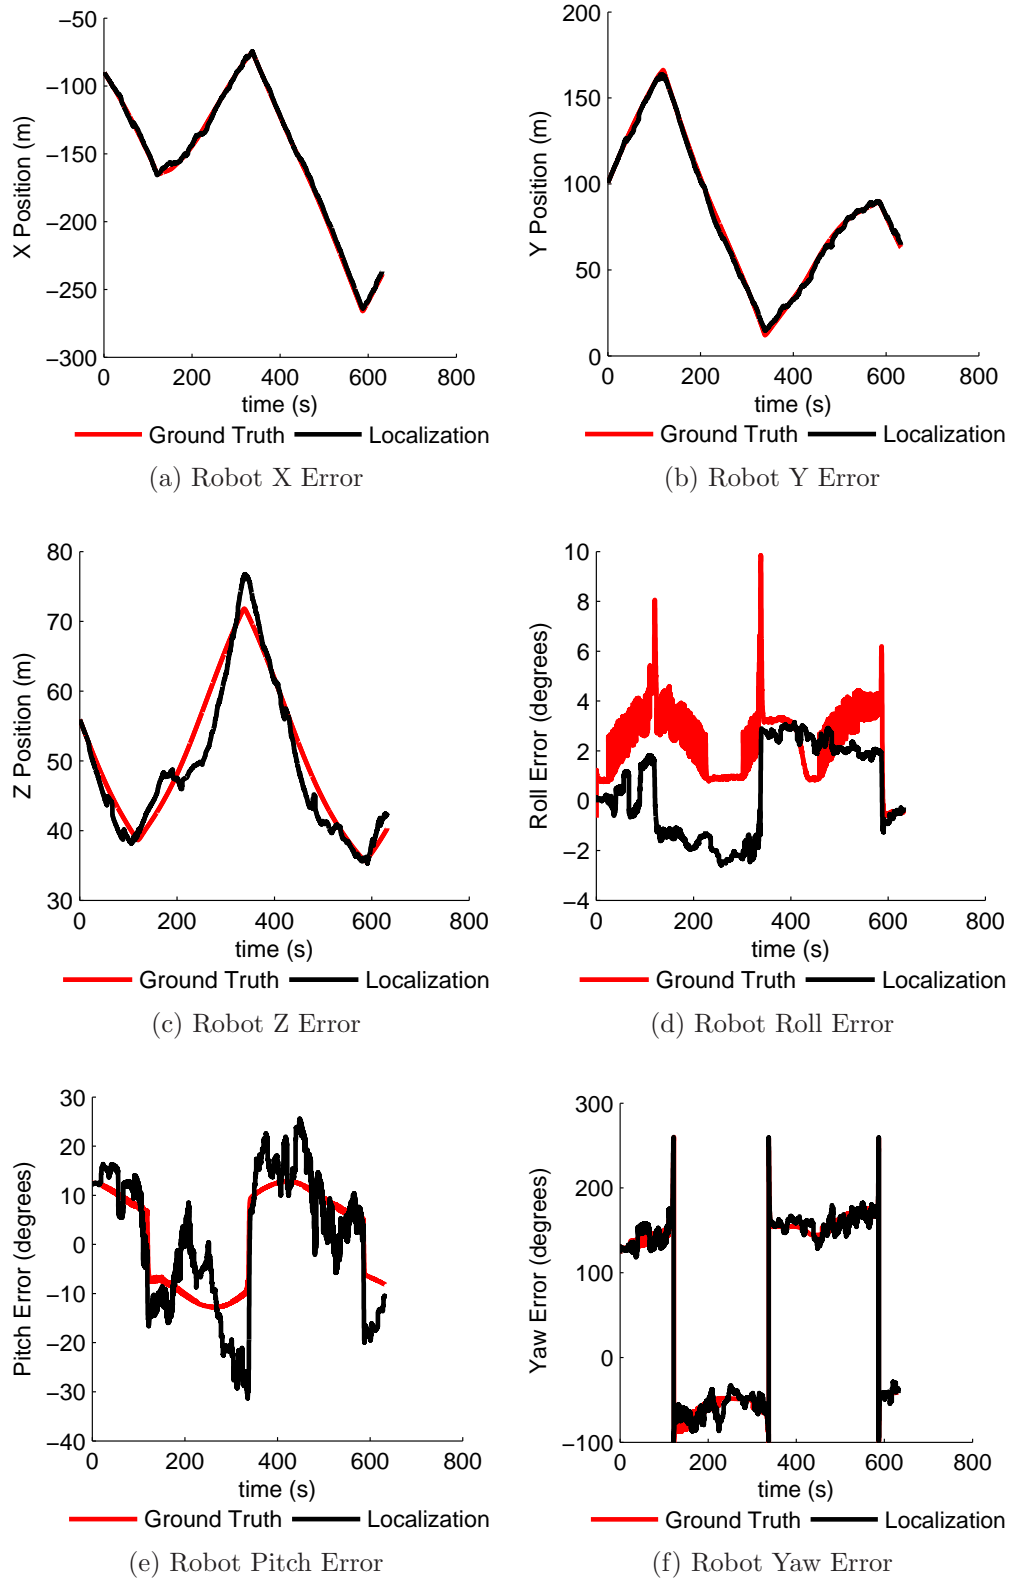 −50
−100
−150
−200
−250
−300
X Position (m)
0 200 400 600 800
time (s)
Ground Truth Localization
(a) Robot X Error
200
150
100
50
0
Y Position (m)
0 200 400 600 800
time (s)
Ground Truth Localization
(b) Robot Y Error
80
70
60
50
40
30
Z Position (m)
0 200 400 600 800
time (s)
Ground Truth Localization
(c) Robot Z Error
10
8
6
4
2
0
−2
−4
Roll Error (degrees)
0 200 400 600 800
time (s)
Ground Truth Localization
(d) Robot Roll Error
30
20
10
0
−10
−20
−30
−40
Pitch Error (degrees)
0 200 400 600 800
time (s)
Ground Truth Localization
(e) Robot Pitch Error
300
200
100
0
−100
Yaw Error (degrees)
0 200 400 600 800
time (s)
Ground Truth Localization
(f) Robot Yaw Error